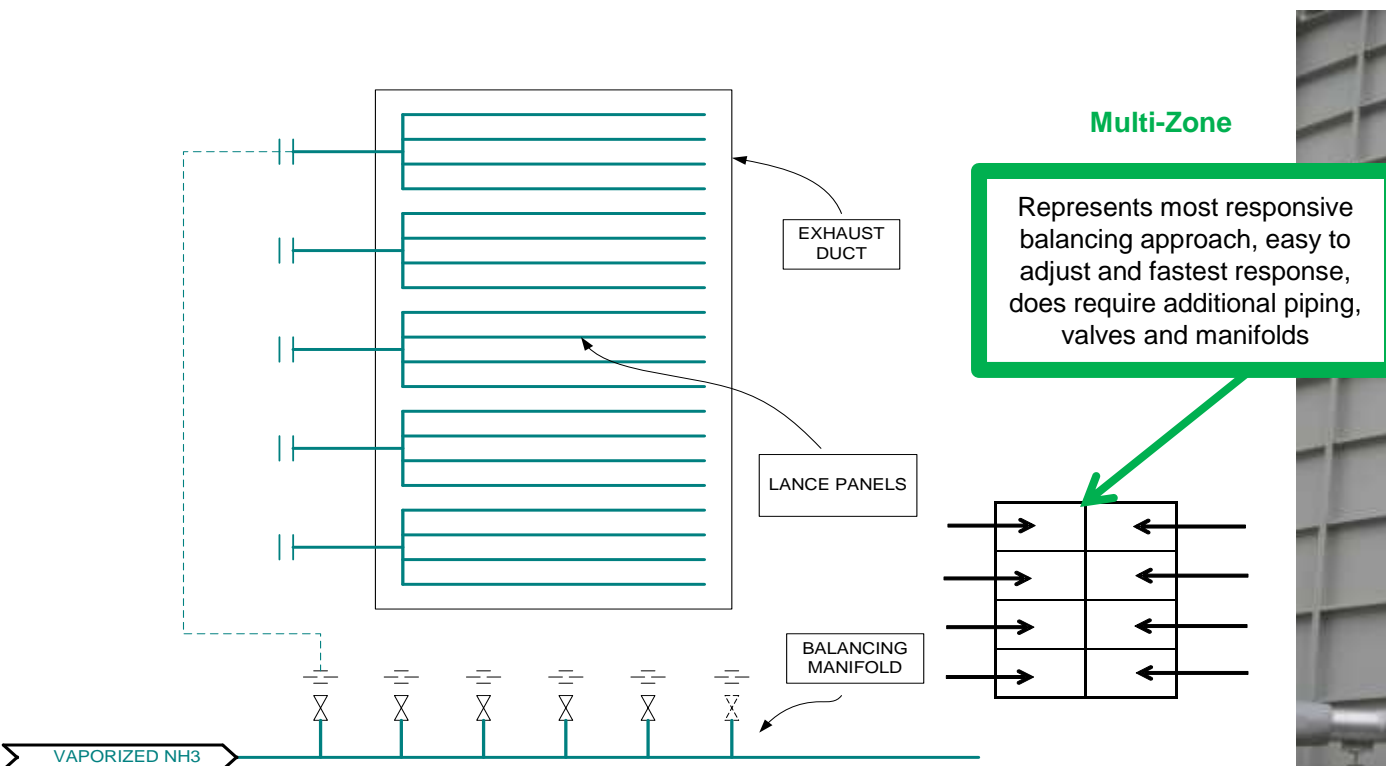 Multi-Zone
Represents most responsive
balancing approach, easy to
adjust and fastest response,
does require additional piping,
valves and manifolds
EXHAUST
DUCT
LANCE PANELS
BALANCING
MANIFOLD
VAPORIZED NH3